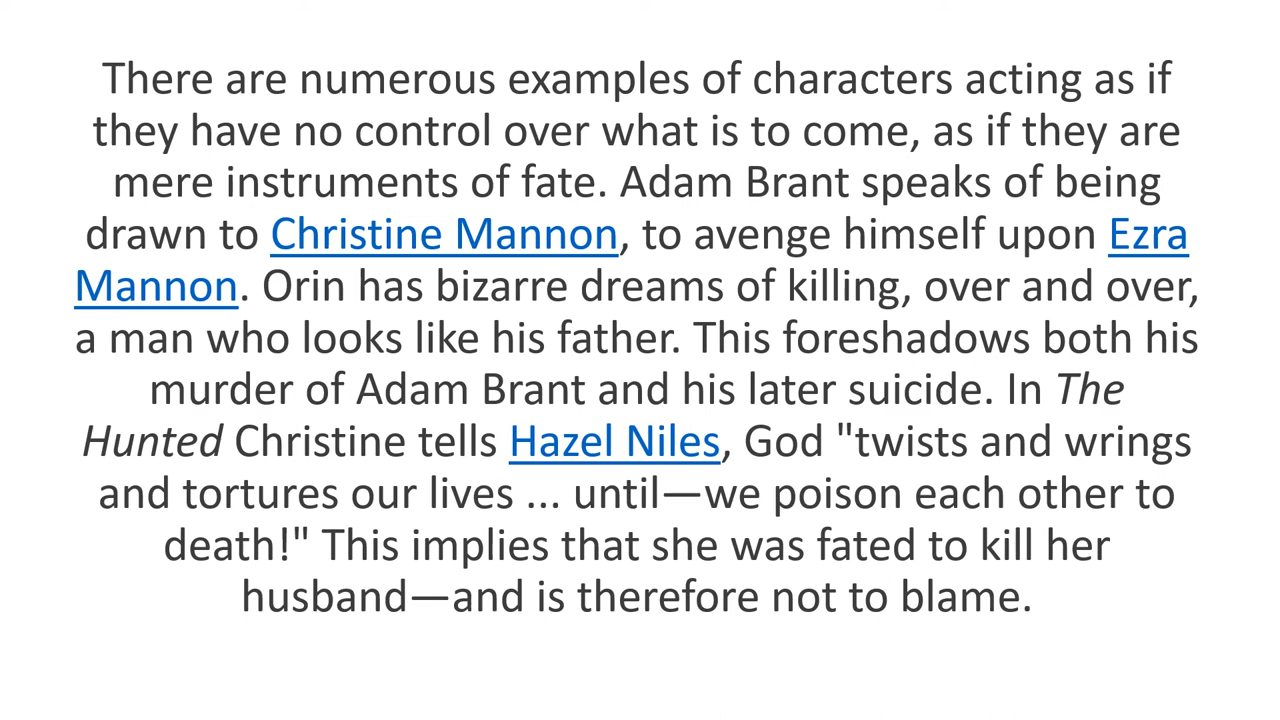 There are numerous examples of characters acting as if
they have no control over what is to come, as if they are
mere instruments of fate. Adam Brant speaks of being
drawn to Christine Mannon, to avenge himself upon Ezra
Mannon. Orin has bizarre dreams of killing, over and over,
a man who looks like his father. This foreshadows both his
murder of Adam Brant and his later suicide. In The
Hunted Christine tells Hazel Niles, God "twists and wrings
and tortures our lives ... until—we poison each other to
death!" This implies that she was fated to kill her
husband—and is therefore not to blame.